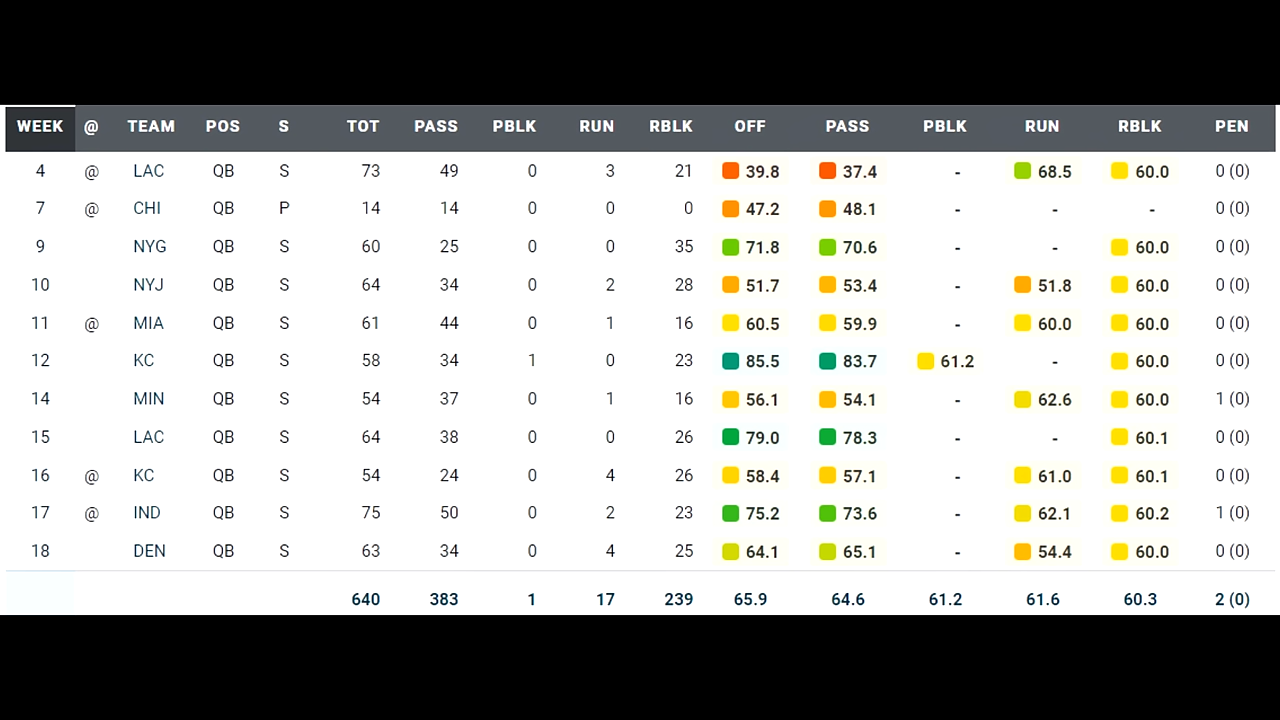 WEEK @ TEAM POS S TOT PASS PBLK RUN RBLK OFF PASS PBLK RUN RBLK PEN
4 @ LAC QB S 73 49 0 3 21 39.8 37.4 - 68.5 60.0 0 (0)
7 @ CHI QB P 14 14 0 0 0 47.2 48.1 - - - 0 (0)
9 NYG QB S 60 25 0 0 35 71.8 70.6 - - 60.0 0 (0)
10 NYJ QB S 64 34 0 2 28 51.7 53.4 - 51.8 60.0 0 (0)
11 @ MIA QB S 61 44 0 1 16 60.5 59.9 - 60.0 60.0 0 (0)
12 KC QB S 58 34 1 0 23 85.5 83.7 61.2 - 60.0 0 (0)
14 MIN QB S 54 37 0 1 16 56.1 54.1 - 62.6 60.0 1 (0)
15 LAC QB S 64 38 0 0 26 79.0 78.3 - - 60.1 0 (0)
16 @ KC QB S 54 24 0 4 26 58.4 57.1 - 61.0 60.1 0 (0)
17 @ IND QB S 75 50 0 2 23 75.2 73.6 - 62.1 60.2 1 (0)
18 DEN QB S 63 34 0 4 25 64.1 65.1 - 54.4 60.0 0 (0)
640 383 1 17 239 65.9 64.6 61.2 61.6 60.3 2 (0)